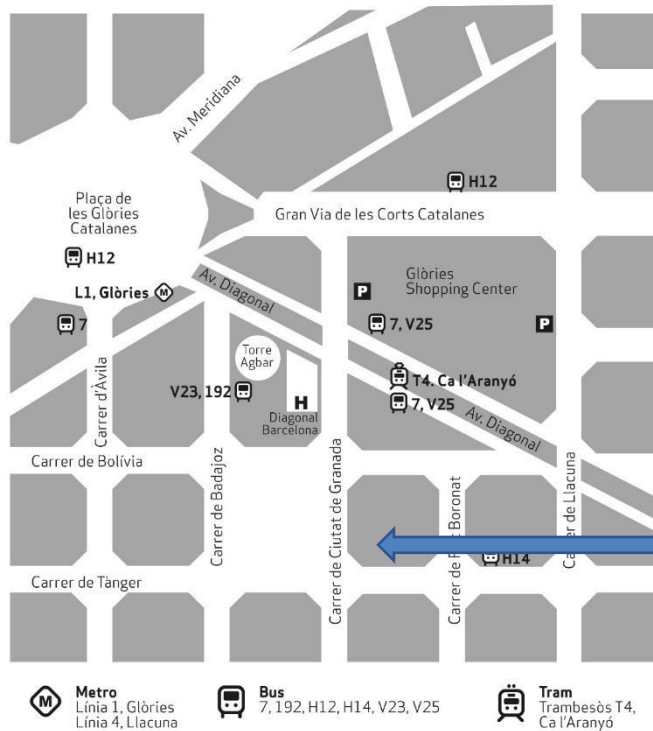 Av. Meridiana
H12
Plaça de
les Glòries
Catalanes
Gran Via de les Corts Catalanes
H12
Av. Diagonal
Glòries
Shopping Center
L1, Glòries
M
P
7
7, V25
P
Torre
Agbar
T4. Ca l'Aranyó
V23, 192
H
7, V25
Diagonal
Barcelona
Av. Diagonal
Carrer d'Àvila
Carrer de Bolívia
Carrer de Badajoz
Carrer de Ciutat de Granada
Carrer de
Boronat
Carrer de Llacuna
H14
Carrer de Tànger
M
Metro
Línia 1, Glòries
Línia 4, Llacuna
Bus
7, 192, H12, H14, V23, V25
Tram
Trambesòs T4,
Ca l'Aranyó